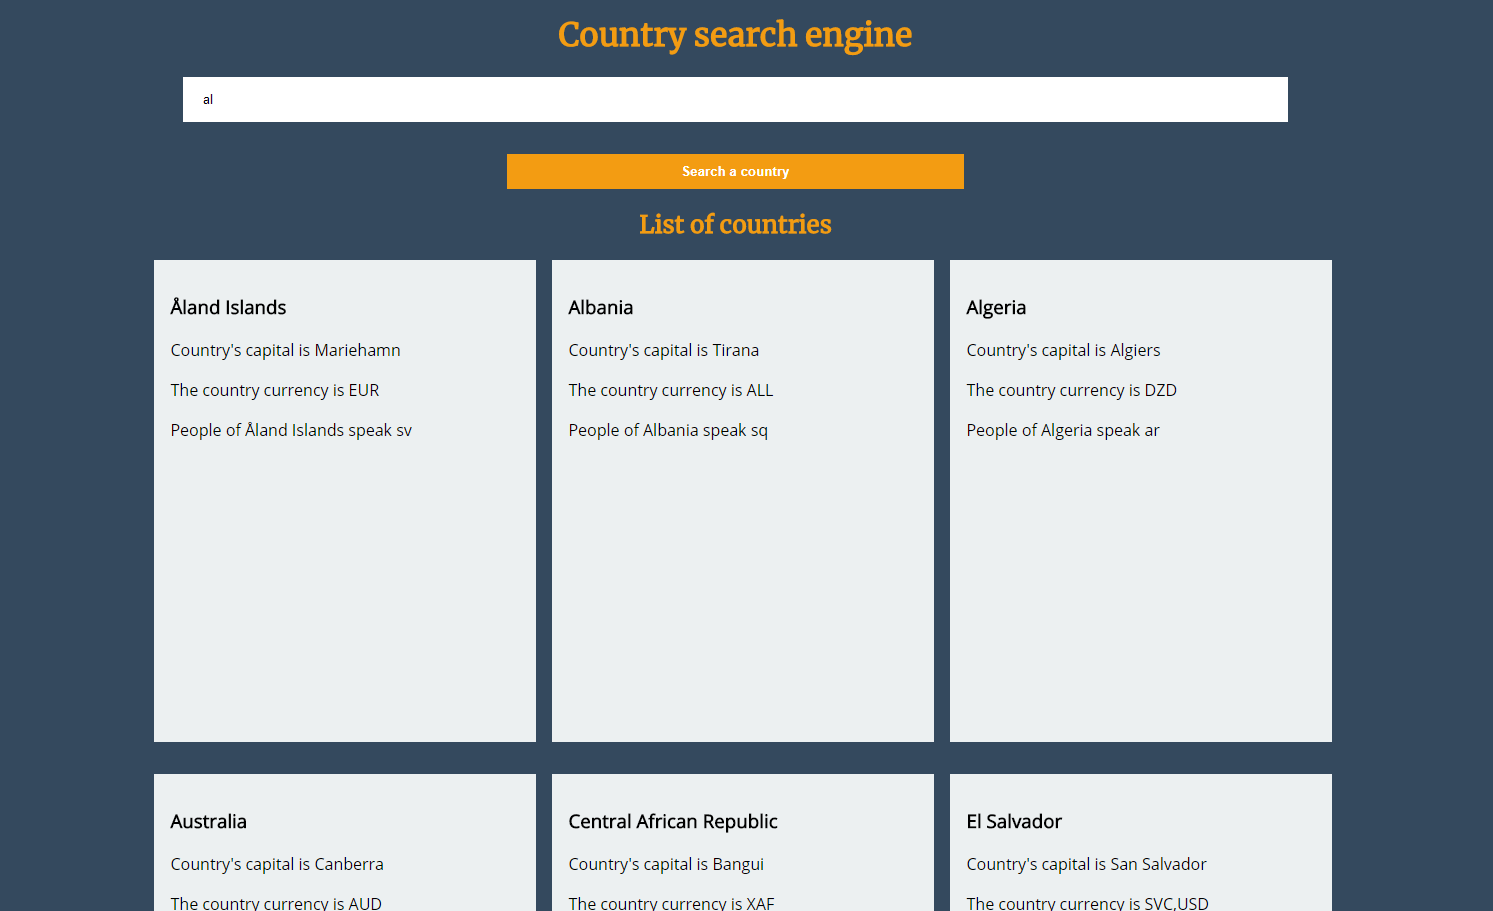 Country search engine
al
Search a country
List of countries
Åland Islands
Country's capital is Mariehamn
The country currency is EUR
People of Åland Islands speak sv
Albania
Country's capital is Tirana
The country currency is ALL
People of Albania speak sq
Algeria
Country's capital is Algiers
The country currency is DZD
People of Algeria speak ar
Australia
Country's capital is Canberra
The country currency is AUD
Central African Republic
Country's capital is Bangui
The country currency is XAF
El Salvador
Country's capital is San Salvador
The country currency is SVC,USD